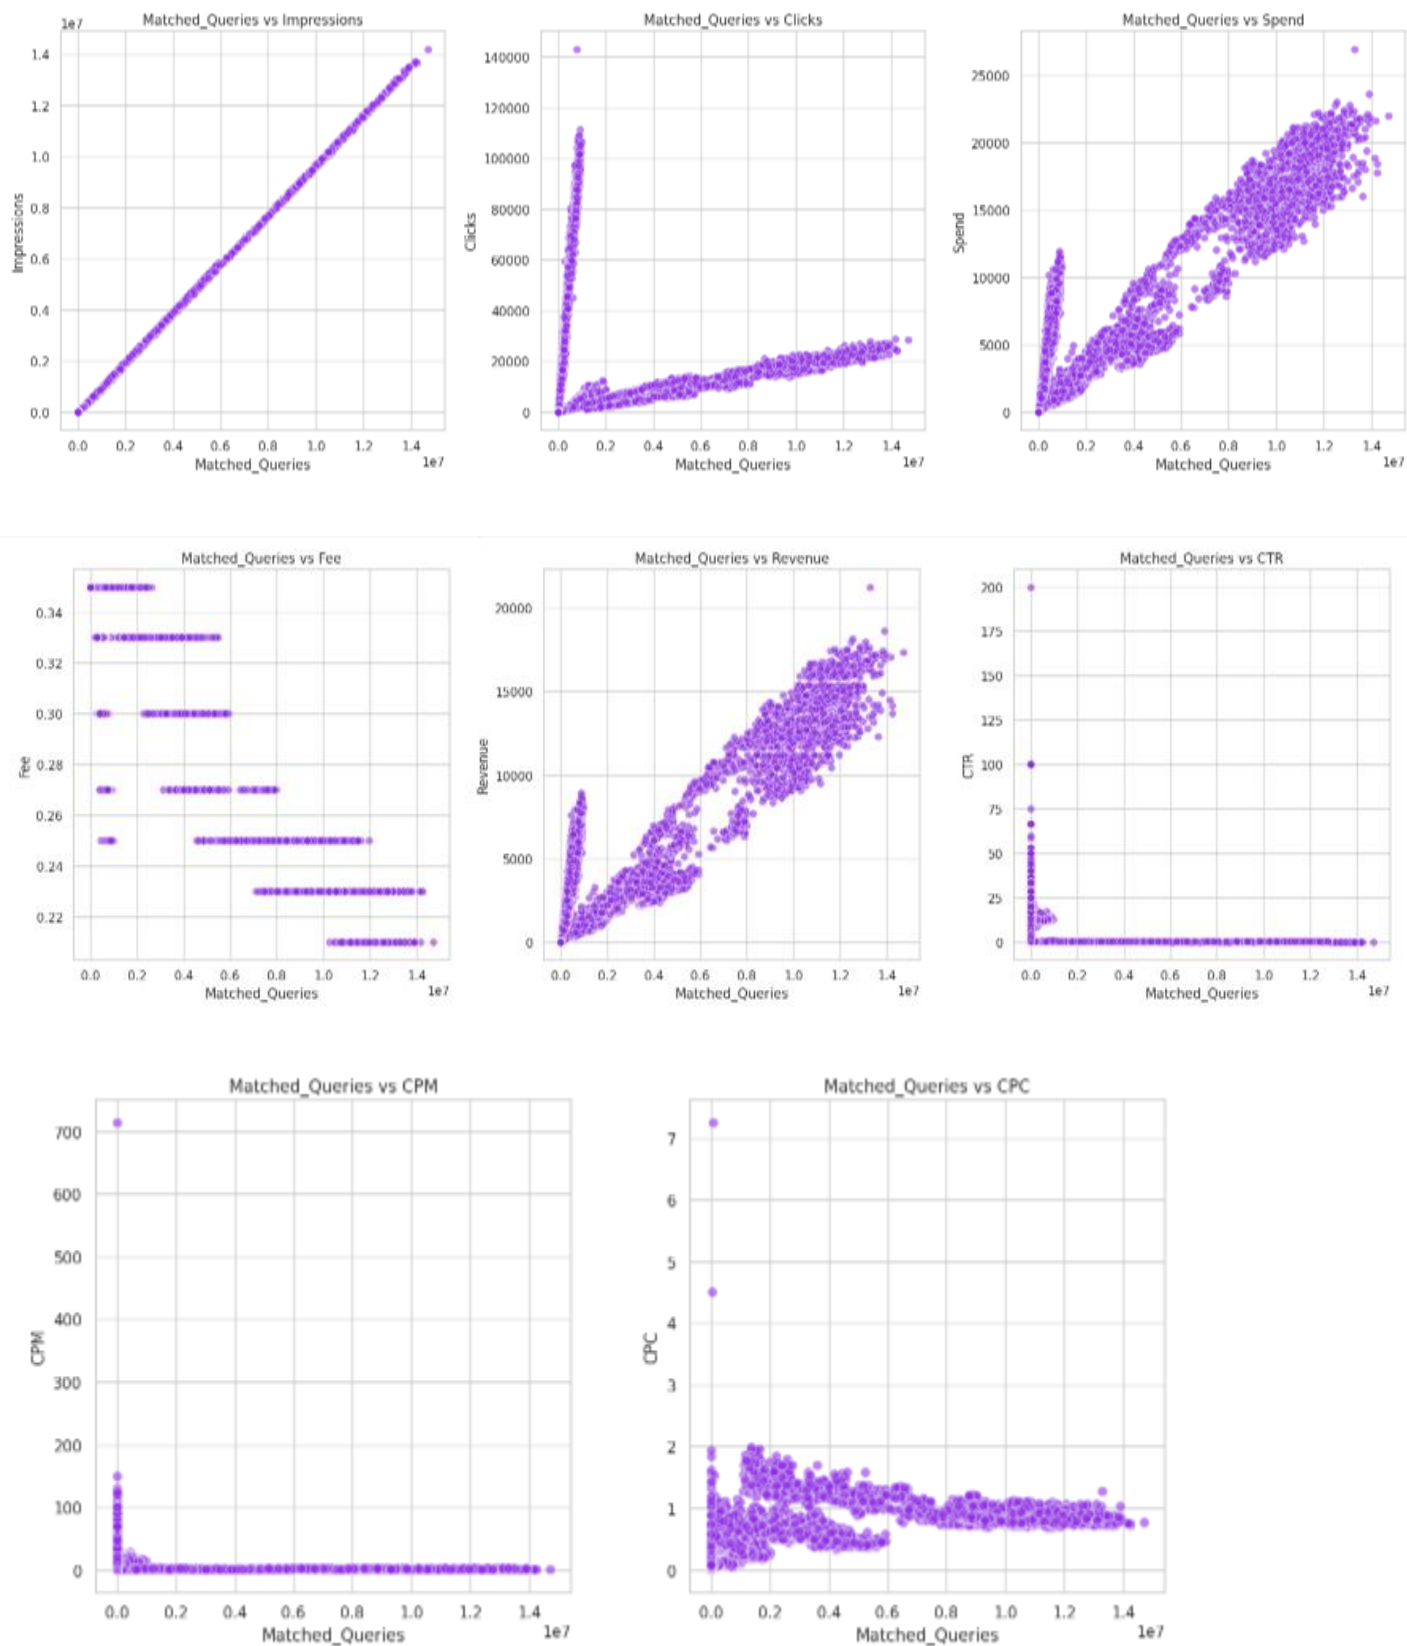 Matched_Queries vs Impressions
1e7
1.4
1.2
1.0
0.8
0.6
0.4
0.2
0.0
Impressions
0.0 0.2 0.4 0.6 0.8 1.0 1.2 1.4
1e7
Matched_Queries
Matched_Queries vs Clicks
140000
120000
100000
80000
60000
40000
20000
0
Clicks
0.0 0.2 0.4 0.6 0.8 1.0 1.2 1.4
1e7
Matched_Queries
Matched_Queries vs Spend
25000
20000
15000
10000
5000
0
Spend
0.0 0.2 0.4 0.6 0.8 1.0 1.2 1.4
1e7
Matched_Queries
Matched_Queries vs Fee
0.34
0.32
0.30
0.28
0.26
0.24
0.22
Fee
0.0 0.2 0.4 0.6 0.8 1.0 1.2 1.4
1e7
Matched_Queries
Matched_Queries vs Revenue
20000
15000
10000
5000
0
Revenue
0.0 0.2 0.4 0.6 0.8 1.0 1.2 1.4
1e7
Matched_Queries
Matched_Queries vs CTR
200
175
150
125
100
75
50
25
0
CTR
0.0 0.2 0.4 0.6 0.8 1.0 1.2 1.4
1e7
Matched_Queries
Matched_Queries vs CPM
700
600
500
400
300
200
100
0
CPM
0.0 0.2 0.4 0.6 0.8 1.0 1.2 1.4
1e7
Matched_Queries
Matched_Queries vs CPC
7
6
5
4
3
2
1
0
CPC
0.0 0.2 0.4 0.6 0.8 1.0 1.2 1.4
1e7
Matched_Queries